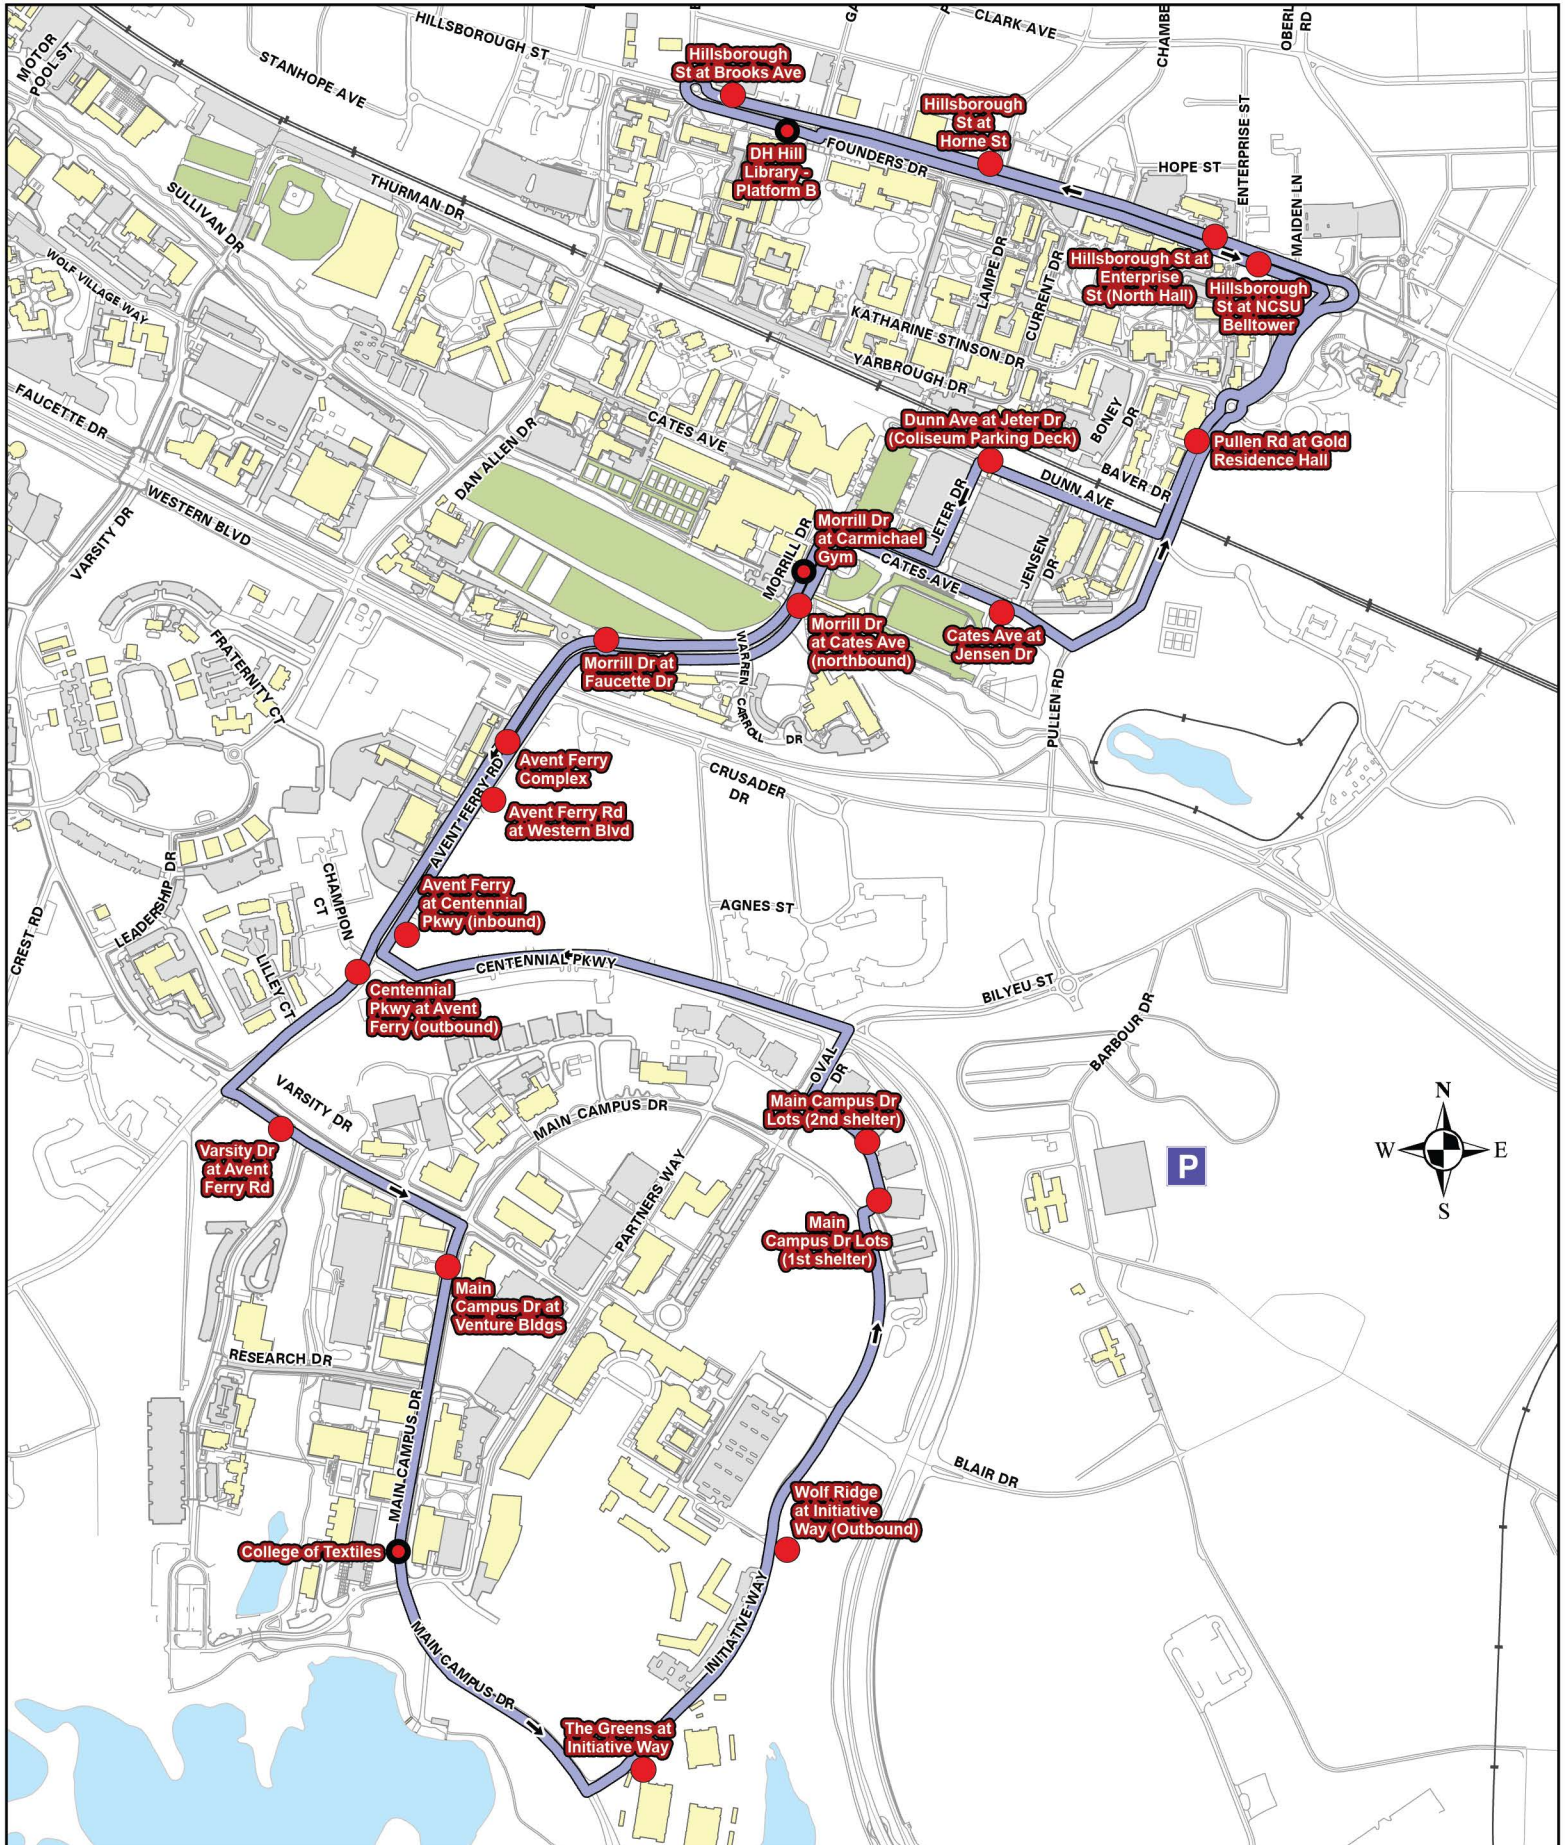 MOTOR
POOL ST
HILLSBOROUGH ST
STANHOPE AVE
CLARK AVE
CHAMBE
OBERL
RD
GA
Hillsborough
St at Brooks Ave
Hillsborough
St at
Horne St
DH Hill
Library -
Platform B
FOUNDERS DR
HOPE ST
ENTERPRISE ST
MAIDEN LN
THURMAN DR
SULLIVAN DR
WOLF VILLAGE WAY
LAMPE DR
CURRENT DR
Hillsborough St at
Enterprise
St (North Hall)
Hillsborough
St at NCSU
Belltower
KATHARINE STINSON DR
YARBROUGH DR
FAUCETTE DR
CATES AVE
DAN ALLEN DR
Dunn Ave at Jeter Dr
(Coliseum Parking Deck)
BONEY
DR
Pullen Rd at Gold
Residence Hall
BAVER DR
DUNN AVE
JETER DR
WESTERN BLVD
VARSITY DR
MORRILL DR
Morrill Dr
at Carmichael
Gym
CATES AVE
JENSEN
DR
Morrill Dr
at Cates Ave
(northbound)
Cates Ave at
Jensen Dr
Morrill Dr at
Faucette Dr
WARREN CARROLL DR
FRATERNITY CT
PULLEN RD
Avent Ferry
Complex
AVENT FERRY RD
Avent Ferry Rd
at Western Blvd
CRUSADER
DR
LEADERSHIP DR
CHAMPION
CT
Avent Ferry
at Centennial
Pkwy (inbound)
AGNES ST
CREST RD
LILLEY CT
CENTENNIAL PKWY
BILYEU ST
Centennial
Pkwy at Avent
Ferry (outbound)
BARBOUR DR
OVAL
DR
VARSITY DR
MAIN CAMPUS DR
Main Campus Dr
Lots (2nd shelter)
N
W
E
S
P
Varsity Dr
at Avent
Ferry Rd
PARTNERS WAY
Main
Campus Dr Lots
(1st shelter)
Main
Campus Dr at
Venture Bldgs
RESEARCH DR
MAIN CAMPUS DR
BLAIR DR
Wolf Ridge
at Initiative
Way (Outbound)
College of Textiles
INITIATIVE WAY
MAIN CAMPUS DR
The Greens at
Initiative Way